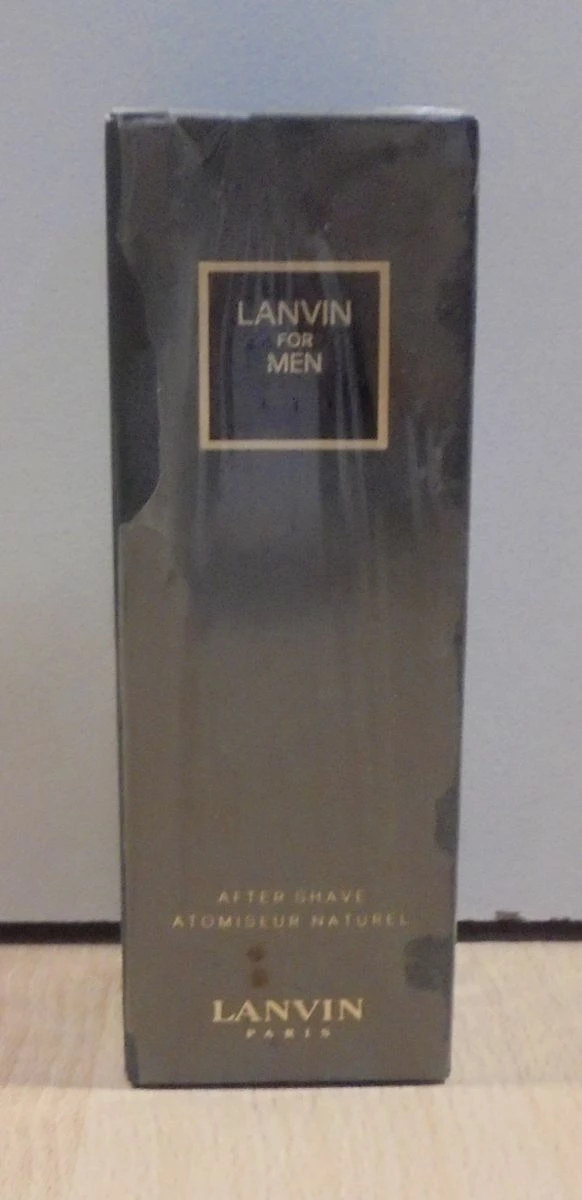 LANVIN
FOR
MEN
AFTER SHAVE
ATOMISEUR NATUREL
LANVIN
PARIS